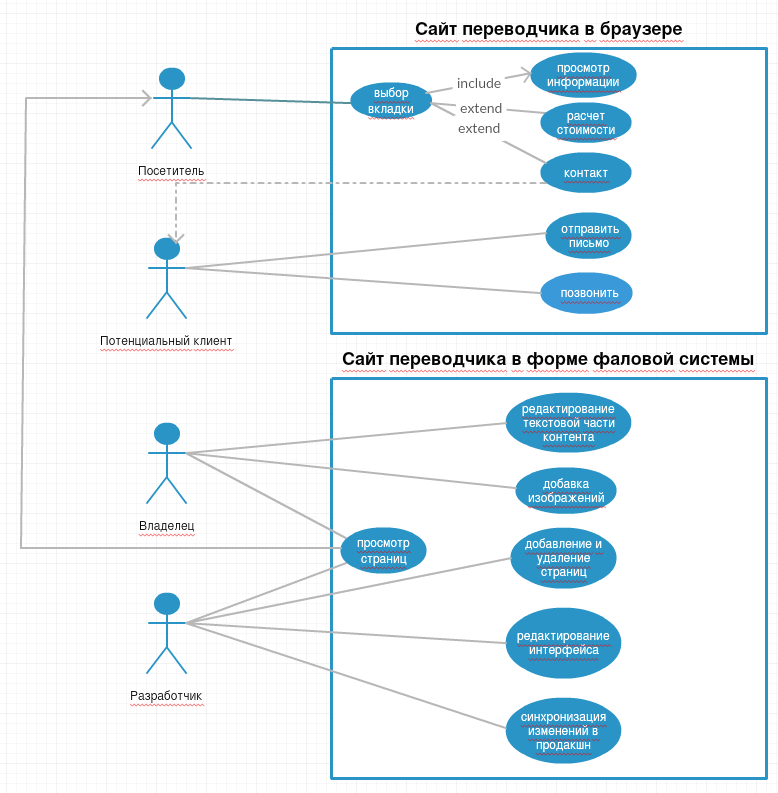 Сайт переводчика в браузере
Посетитель
выбор
вкладки
include
extend
extend
просмотр
информации
расчет
стоимости
контакт
отправить
письмо
позвонить
Потенциальный клиент
Сайт переводчика в форме фаловой системы
Владелец
редактирование
текстовой части
контента
добавка
изображений
просмотр
страниц
добавление и
удаление
страниц
Разработчик
редактирование
интерфейса
синхронизация
изменений в
продакшн